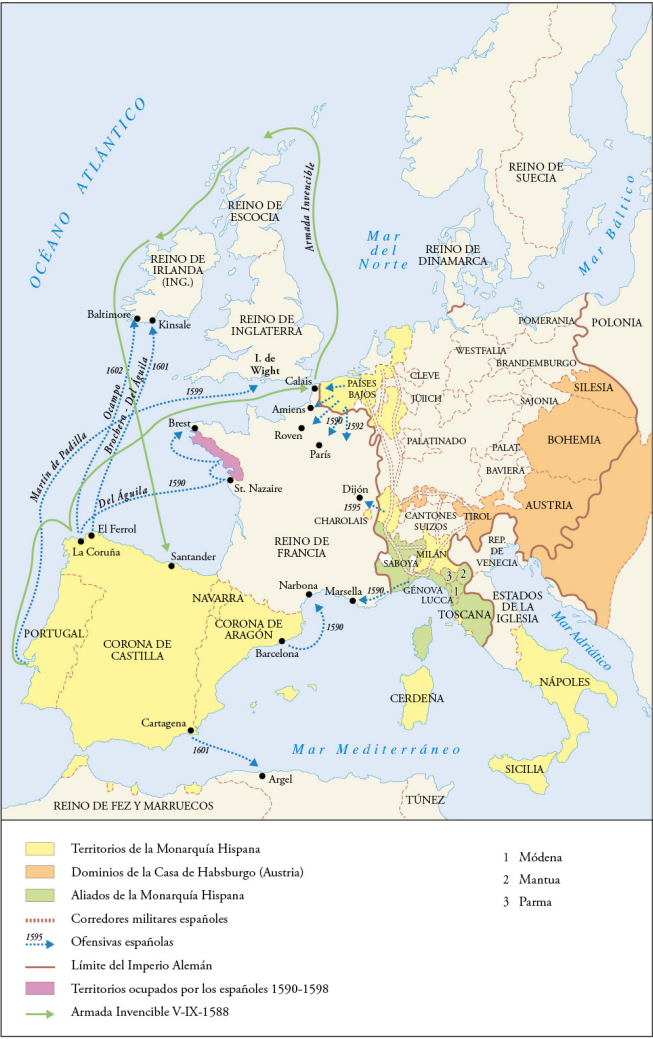 OCÉANO ATLÁNTICO
REINO DE
SUECIA
Mar Báltico
REINO DE
ESCOCIA
Armada Invencible
Mar
del
Norte
REINO DE
DINAMARCA
REINO DE
IRLANDA
(ING.)
Baltimore
Kinsale
REINO DE
INGLATERRA
POMERANIA
POLONIA
I. de
Wight
WESTFALIA
BRANDEMBURGO
1602
Ocampo
1601
Brochero, Del Águila
1599
Martín de Padilla
Calais
PAÍSES
BAJOS
CLEVE
JÜICH
SILESIA
SAJONIA
Amiens
Roven
1590
1592
París
Brest
PALATINADO
PALAT.
BAVIERA
BOHEMIA
Del Águila
1590
St. Nazaire
Dijón
1595
CHAROLAIS
CANTONES
SUIZOS
TIROL
AUSTRIA
El Ferrol
La Coruña
Santander
REINO DE
FRANCIA
SABOYA
MILÁN
REP.
DE
VENECIA
NAVARRA
Narbona
Marsella
1590
GÉNOVA
LUCCA
3
2
1
TOSCANA
ESTADOS
DE LA
IGLESIA
PORTUGAL
CORONA DE
CASTILLA
CORONA DE
ARAGÓN
1590
Barcelona
Mar Adriático
CERDEÑA
NÁPOLES
Cartagena
1601
Mar Mediterráneo
SICILIA
Argel
REINO DE FEZ Y MARRUECOS
TÚNEZ
Territorios de la Monarquía Hispana
Dominios de la Casa de Habsburgo (Austria)
Aliados de la Monarquía Hispana
Corredores militares españoles
1595
Ofensivas españolas
Límite del Imperio Alemán
Territorios ocupados por los españoles 1590-1598
Armada Invencible V-IX-1588
1 Módena
2 Mantua
3 Parma